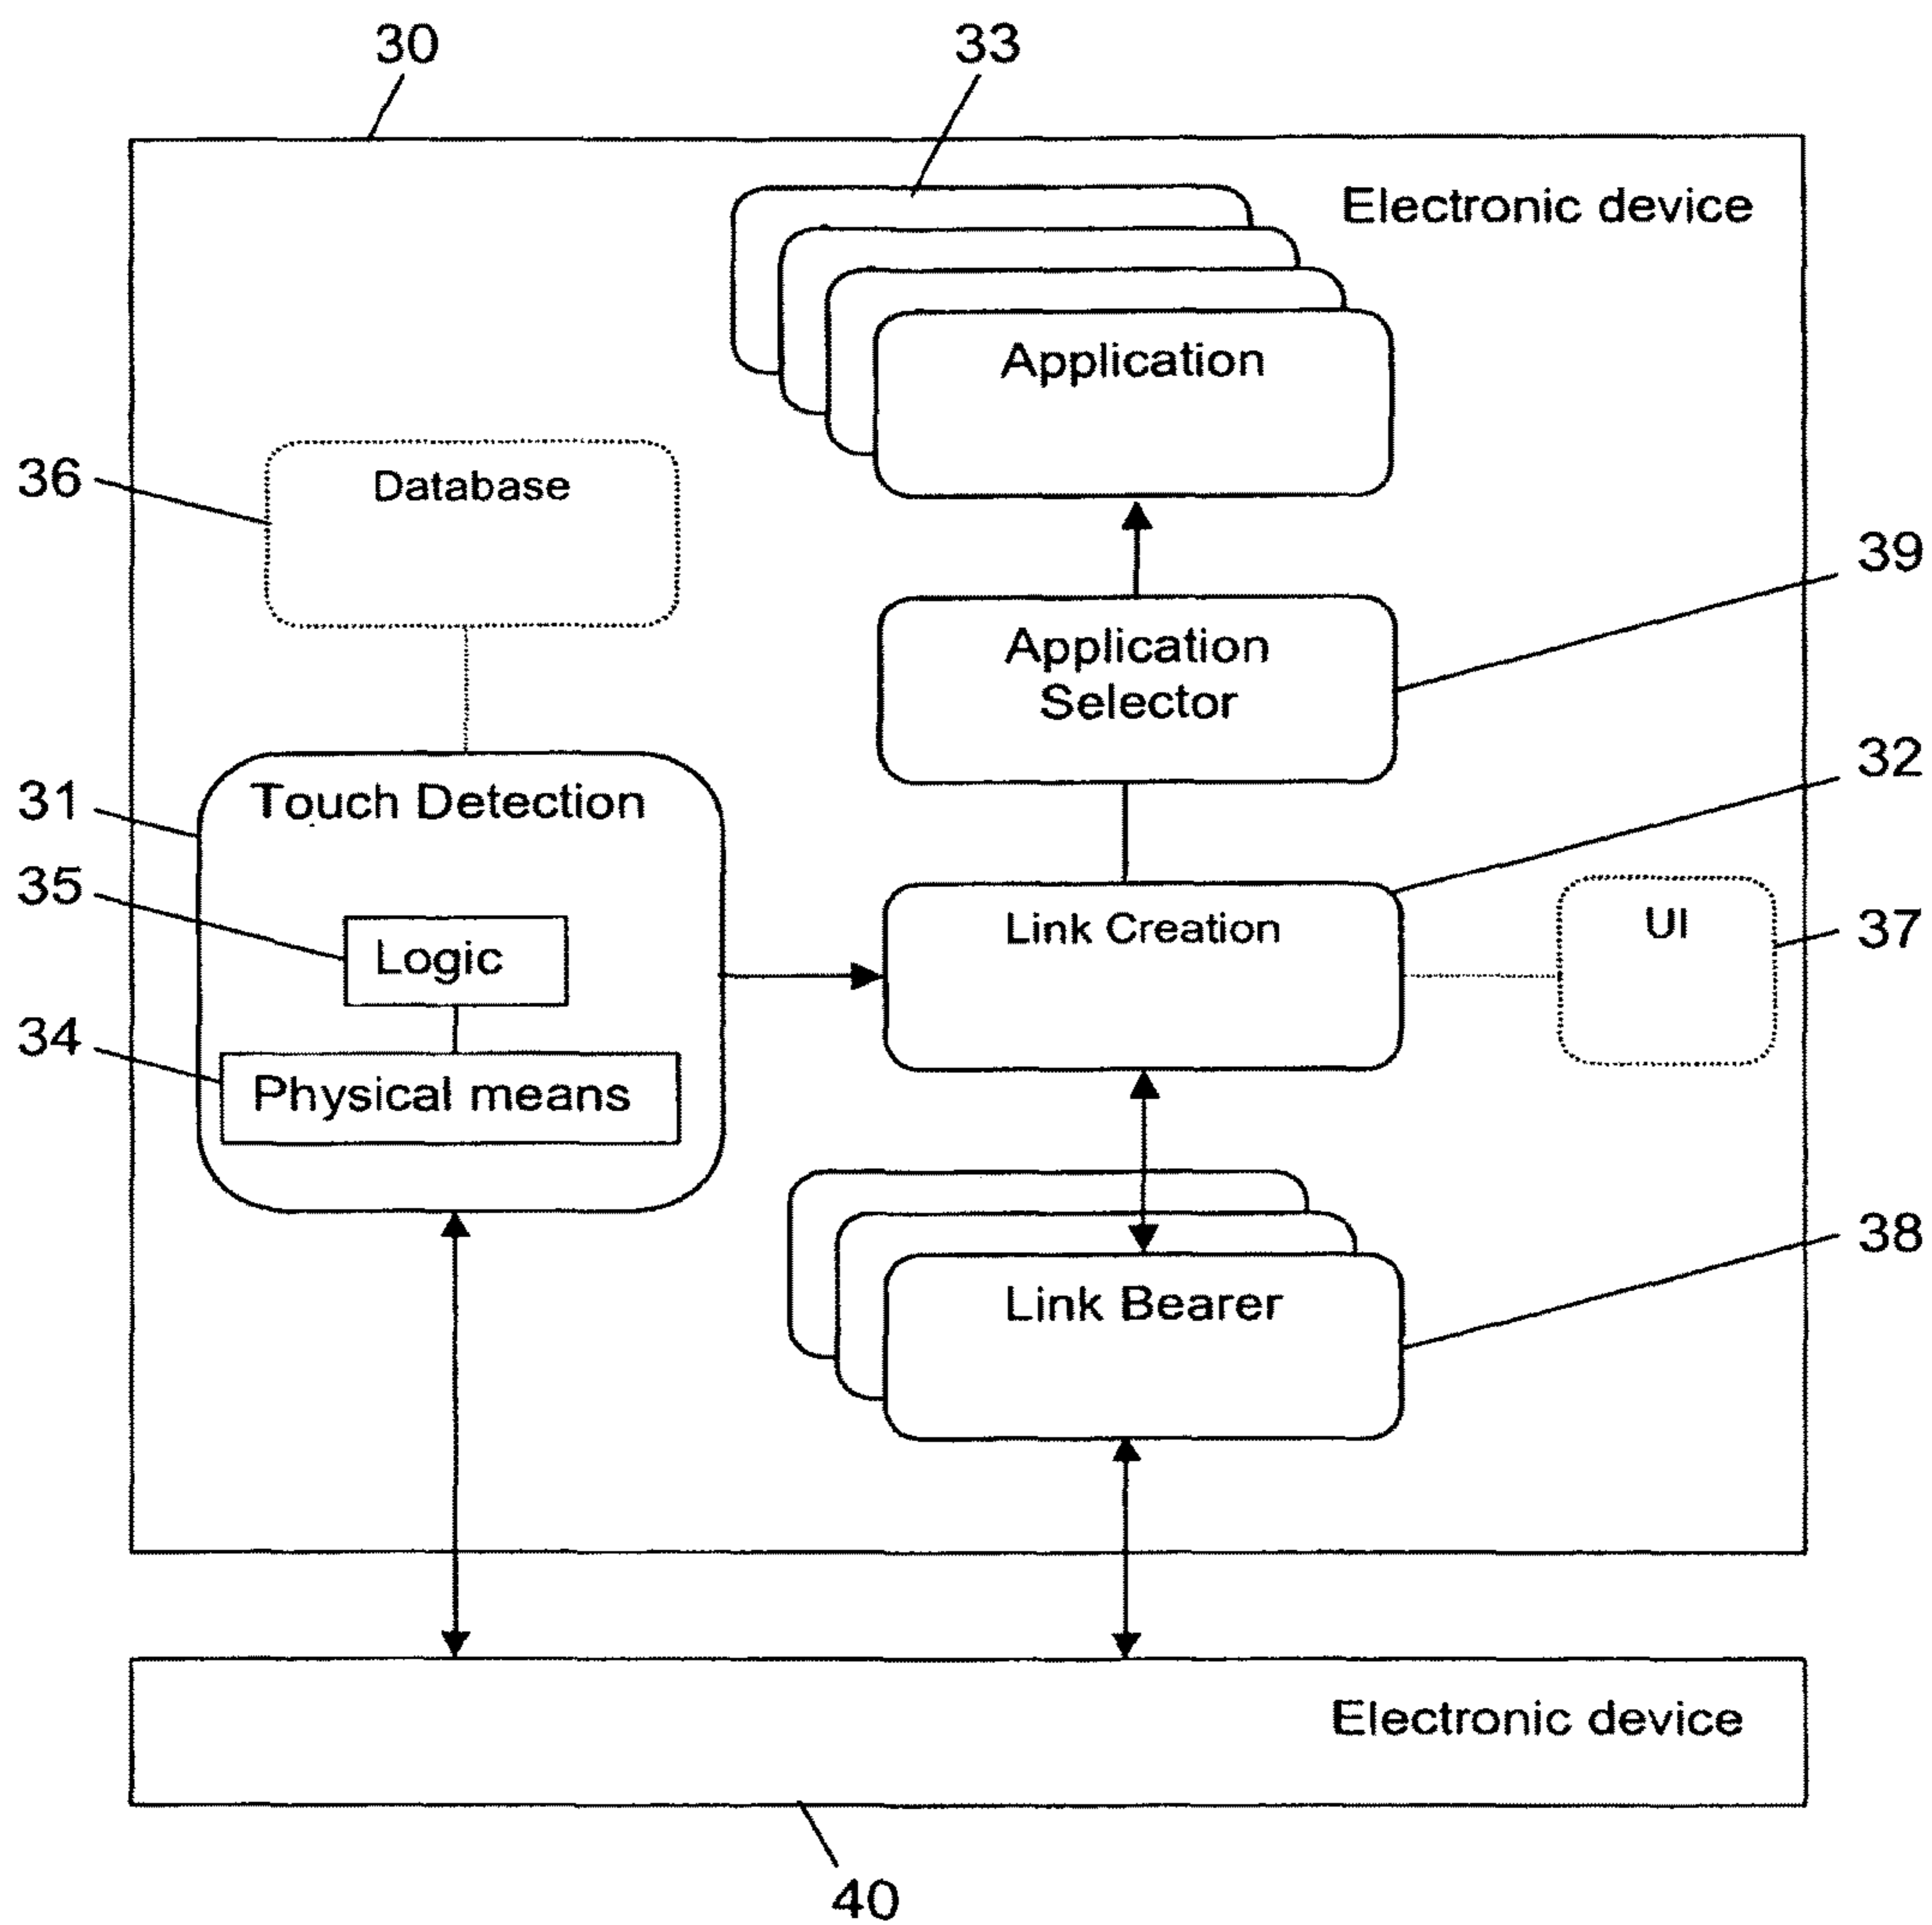 30
33
Electronic device
Application
36
Database
39
Application
Selector
32
31
Touch Detection
35
Logic
Link Creation
UI
37
34
Physical means
38
Link Bearer
Electronic device
40